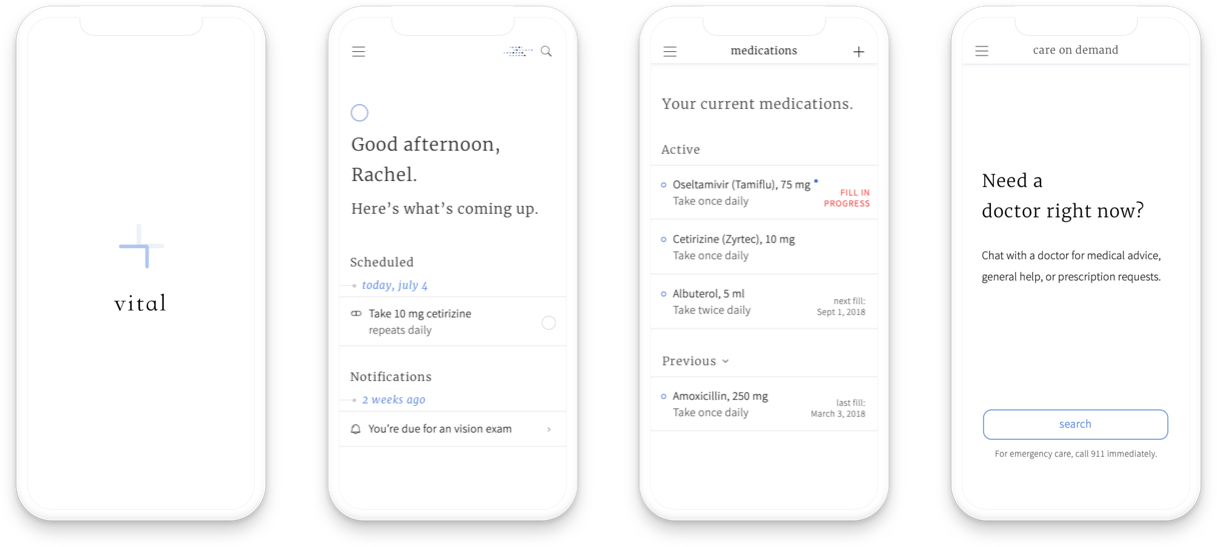 vital
Good afternoon,
Rachel.
Here’s what’s coming up.
Scheduled
today, july 4
Take 10 mg cetirizine
repeats daily
Notifications
2 weeks ago
You’re due for an vision exam
medications
Your current medications.
Active
Oseltamivir (Tamiflu), 75 mg
Take once daily
FILL IN
PROGRESS
Cetirizine (Zyrtec), 10 mg
Take once daily
Albuterol, 5 ml
Take twice daily
next fill:
Sept 1, 2018
Previous
Amoxicillin, 250 mg
Take once daily
last fill:
March 3, 2018
care on demand
Need a
doctor right now?
Chat with a doctor for medical advice,
general help, or prescription requests.
search
For emergency care, call 911 immediately.